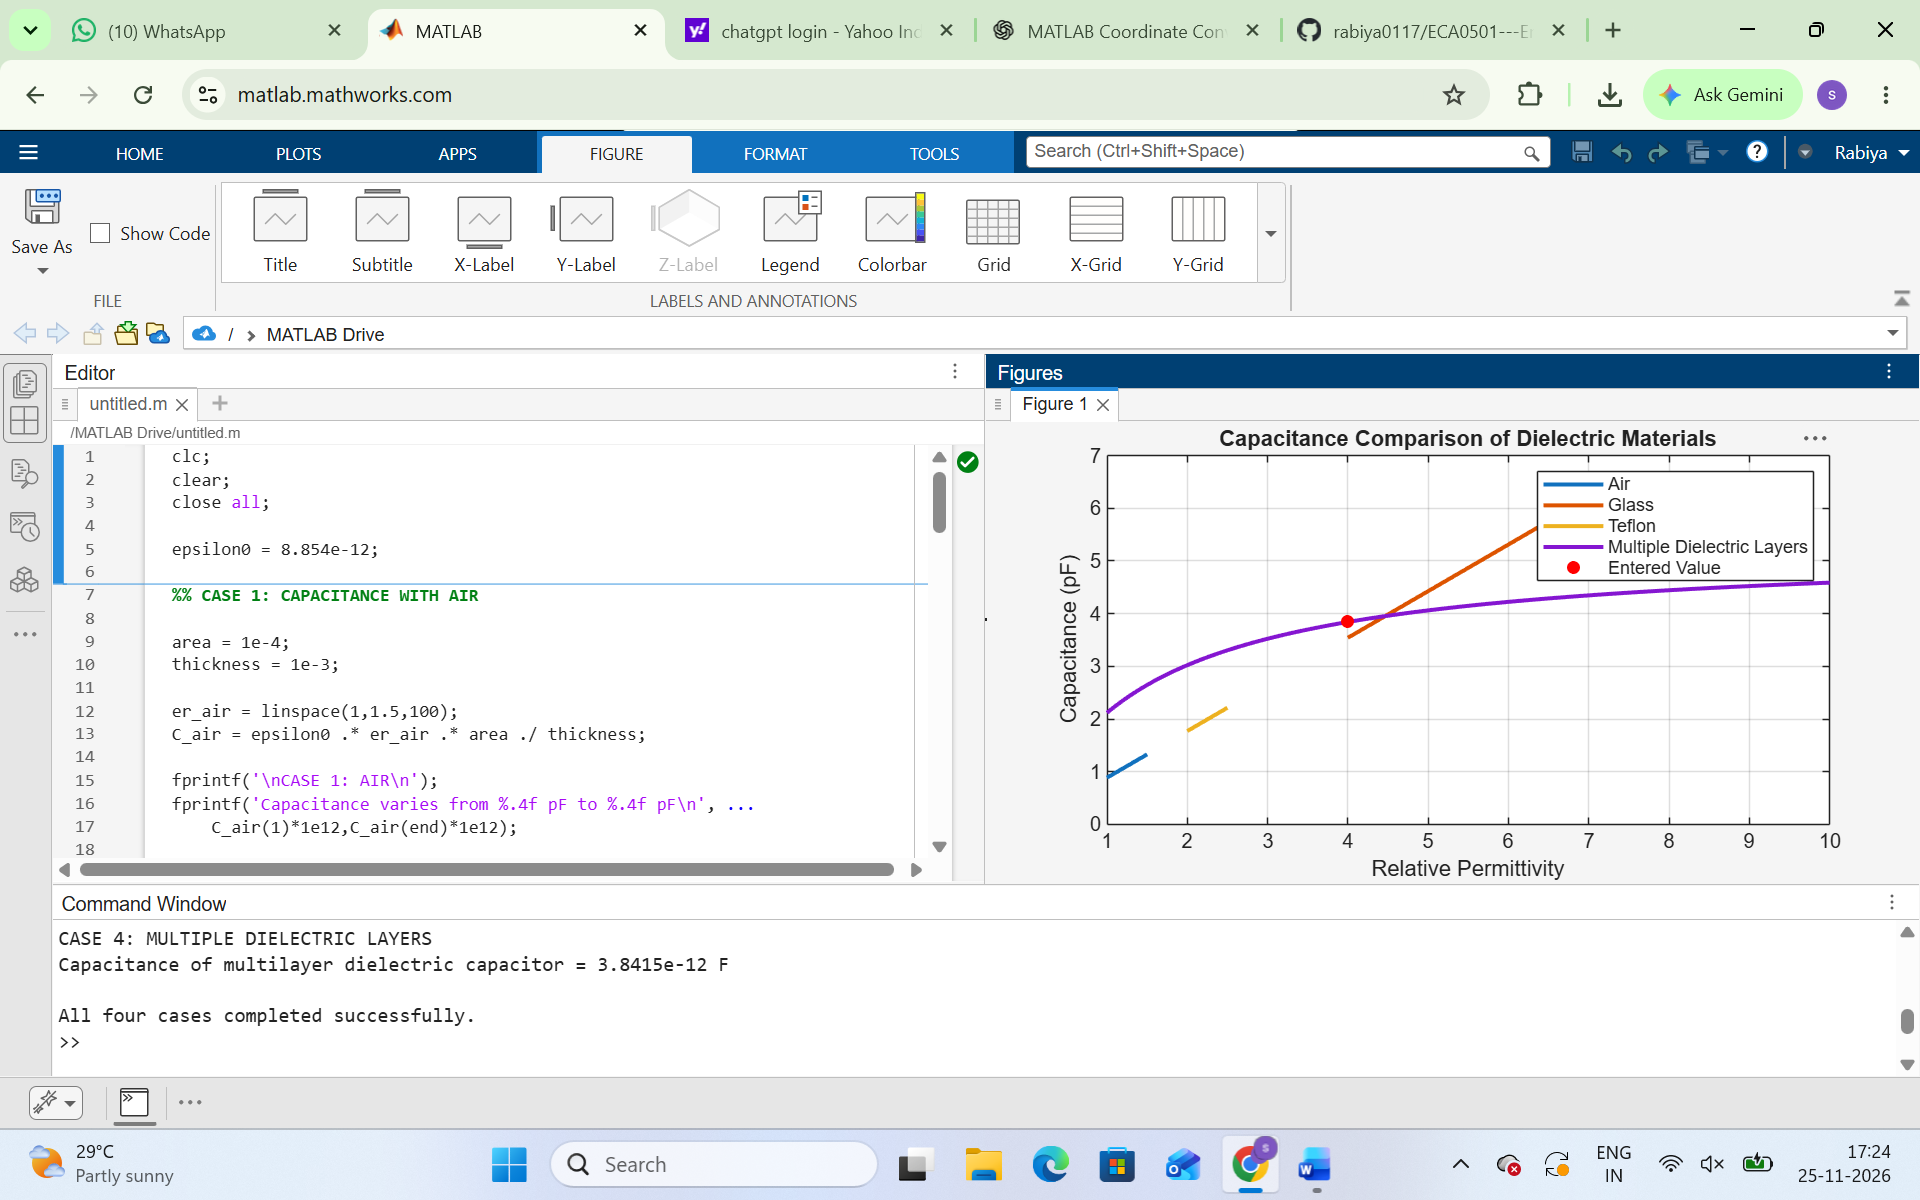 (10) WhatsApp
MATLAB
chatgpt login - Yahoo Inc
MATLAB Coordinate Con
rabiya0117/ECA0501---E
matlab.mathworks.com
Ask Gemini
s
HOME
PLOTS
APPS
FIGURE
FORMAT
TOOLS
Search (Ctrl+Shift+Space)
Rabiya
Save As
Show Code
Title
Subtitle
X-Label
Y-Label
Z-Label
Legend
Colorbar
Grid
X-Grid
Y-Grid
FILE
LABELS AND ANNOTATIONS
/ > MATLAB Drive
Editor
untitled.m
/MATLAB Drive/untitled.m
1 clc;
2 clear;
3 close all;
4
5 epsilon0 = 8.854e-12;
6
7 %% CASE 1: CAPACITANCE WITH AIR
8
9 area = 1e-4;
10 thickness = 1e-3;
11
12 er_air = linspace(1,1.5,100);
13 C_air = epsilon0 .* er_air .* area ./ thickness;
14
15 fprintf('\nCASE 1: AIR\n');
16 fprintf('Capacitance varies from %.4f pF to %.4f pF\n', ...
17 C_air(1)*1e12,C_air(end)*1e12);
18
Figures
Figure 1
Capacitance Comparison of Dielectric Materials
7
6
5
4
3
2
1
0
Capacitance (pF)
Air
Glass
Teflon
Multiple Dielectric Layers
Entered Value
1 2 3 4 5 6 7 8 9 10
Relative Permittivity
Command Window
CASE 4: MULTIPLE DIELECTRIC LAYERS
Capacitance of multilayer dielectric capacitor = 3.8415e-12 F
All four cases completed successfully.
>>
29°C
Partly sunny
Search
ENG
IN
17:24
25-11-2026